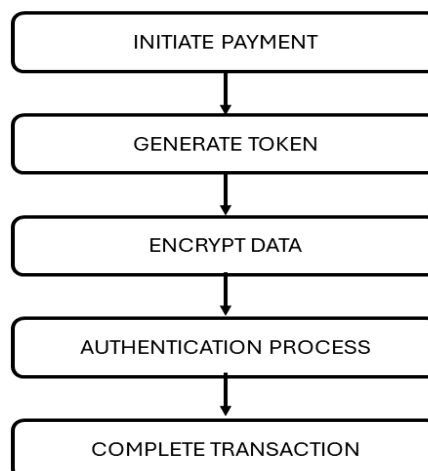 INITIATE PAYMENT
GENERATE TOKEN
ENCRYPT DATA
AUTHENTICATION PROCESS
COMPLETE TRANSACTION